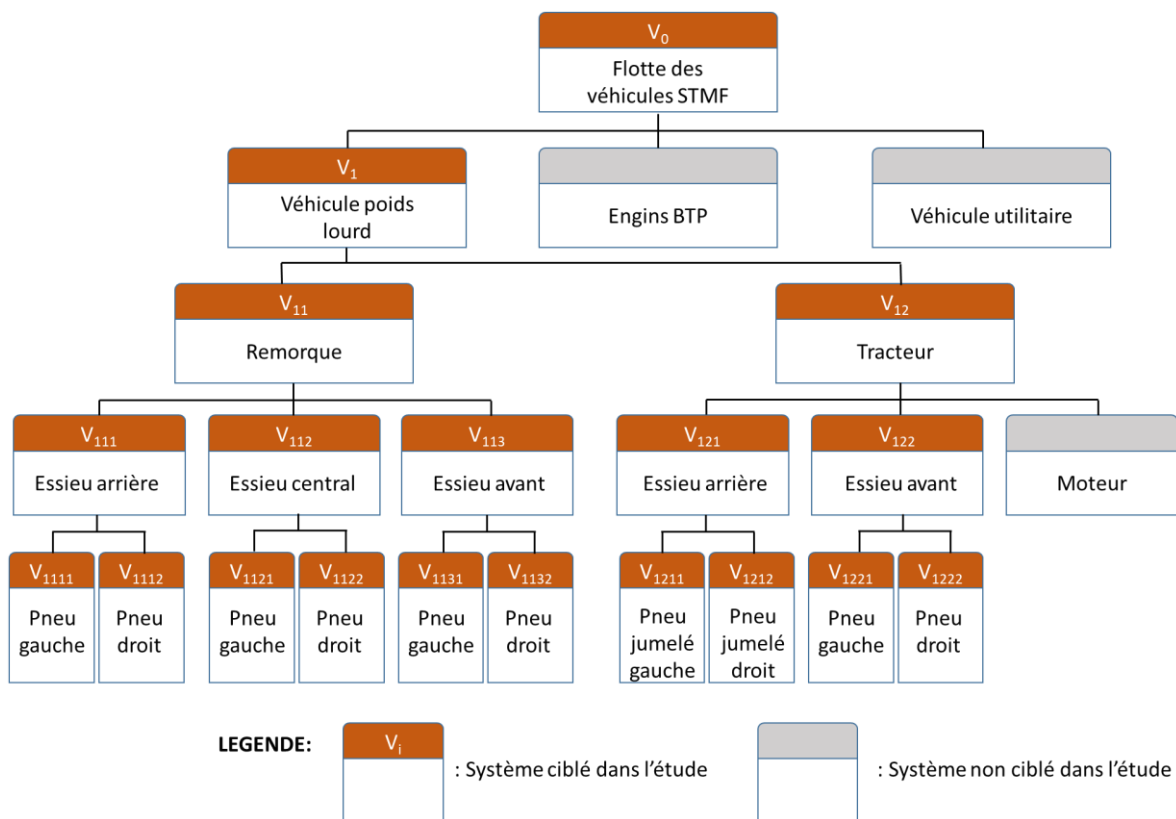 V₀
Flotte des
véhicules STMF
V₁
Véhicule poids
lourd
Engins BTP
Véhicule utilitaire
V₁₁
Remorque
V₁₂
Tracteur
V₁₁₁
Essieu arrière
V₁₁₂
Essieu central
V₁₁₃
Essieu avant
V₁₂₁
Essieu arrière
V₁₂₂
Essieu avant
Moteur
V₁₁₁₁
Pneu
gauche
V₁₁₁₂
Pneu
droit
V₁₁₂₁
Pneu
gauche
V₁₁₂₂
Pneu
droit
V₁₁₃₁
Pneu
gauche
V₁₁₃₂
Pneu
droit
V₁₂₁₁
Pneu
jumelé
gauche
V₁₂₁₂
Pneu
jumelé
droit
V₁₂₂₁
Pneu
gauche
V₁₂₂₂
Pneu
droit
LEGENDE:
Vᵢ
: Système ciblé dans l’étude
: Système non ciblé dans l’étude